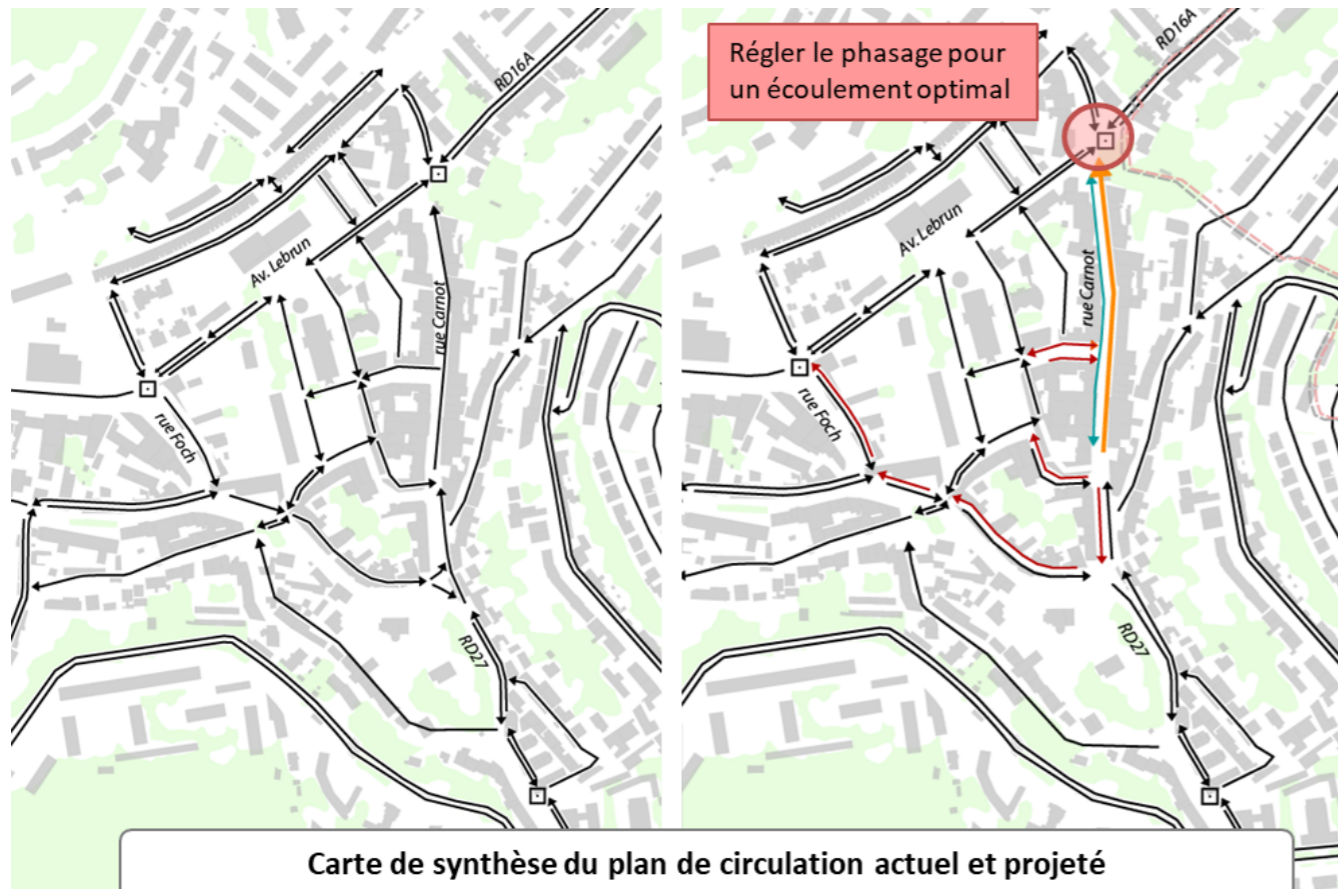 RD16A
Av. Lebrun
rue Carnot
rue Foch
RD27
Régler le phasage pour
un écoulement optimal
RD16A
Av. Lebrun
rue Carnot
rue Foch
RD27
Carte de synthèse du plan de circulation actuel et projeté